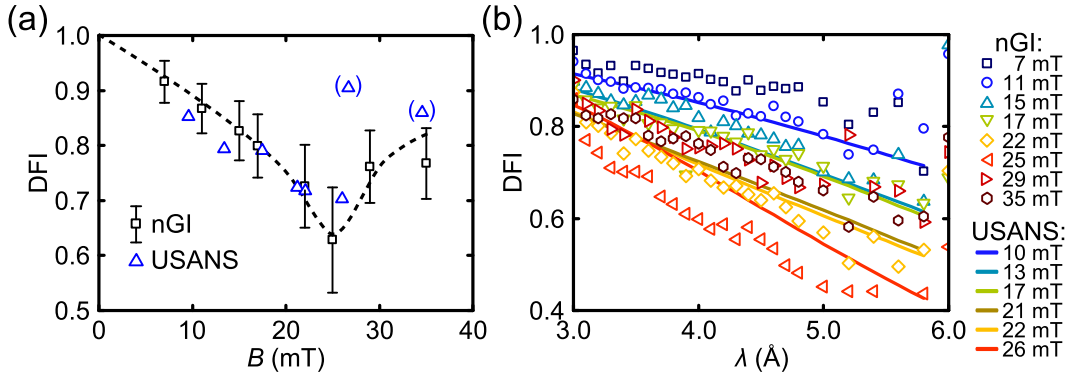 (a)
1.0
0.9
0.8
0.7
0.6
0.5
DFI
0 10 20 30 40
B (mT)
nGI
USANS
( )
( )
(b)
1.0
0.8
0.6
0.4
DFI
3.0 4.0 5.0 6.0
λ (Å)
nGI:
7 mT
11 mT
15 mT
17 mT
22 mT
25 mT
29 mT
35 mT
USANS:
10 mT
13 mT
17 mT
21 mT
22 mT
26 mT